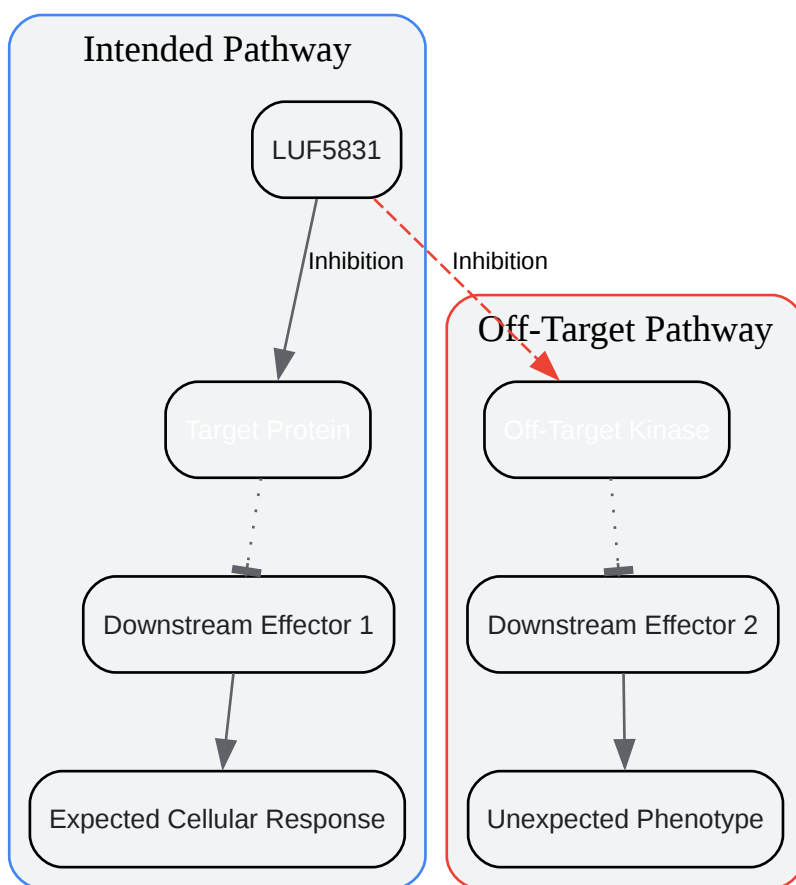 Intended Pathway
LUF5831
Inhibition
Inhibition
Off-Target Pathway
Target Protein
Off-Target Kinase
Downstream Effector 1
Downstream Effector 2
Expected Cellular Response
Unexpected Phenotype